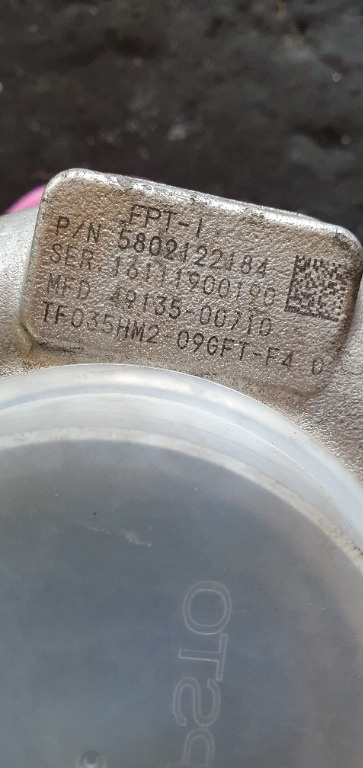 FPT-I
P/N 5802122184
SER. 16111900190
MFD 49135-00710
TF035HM2-09GFT-F4.0